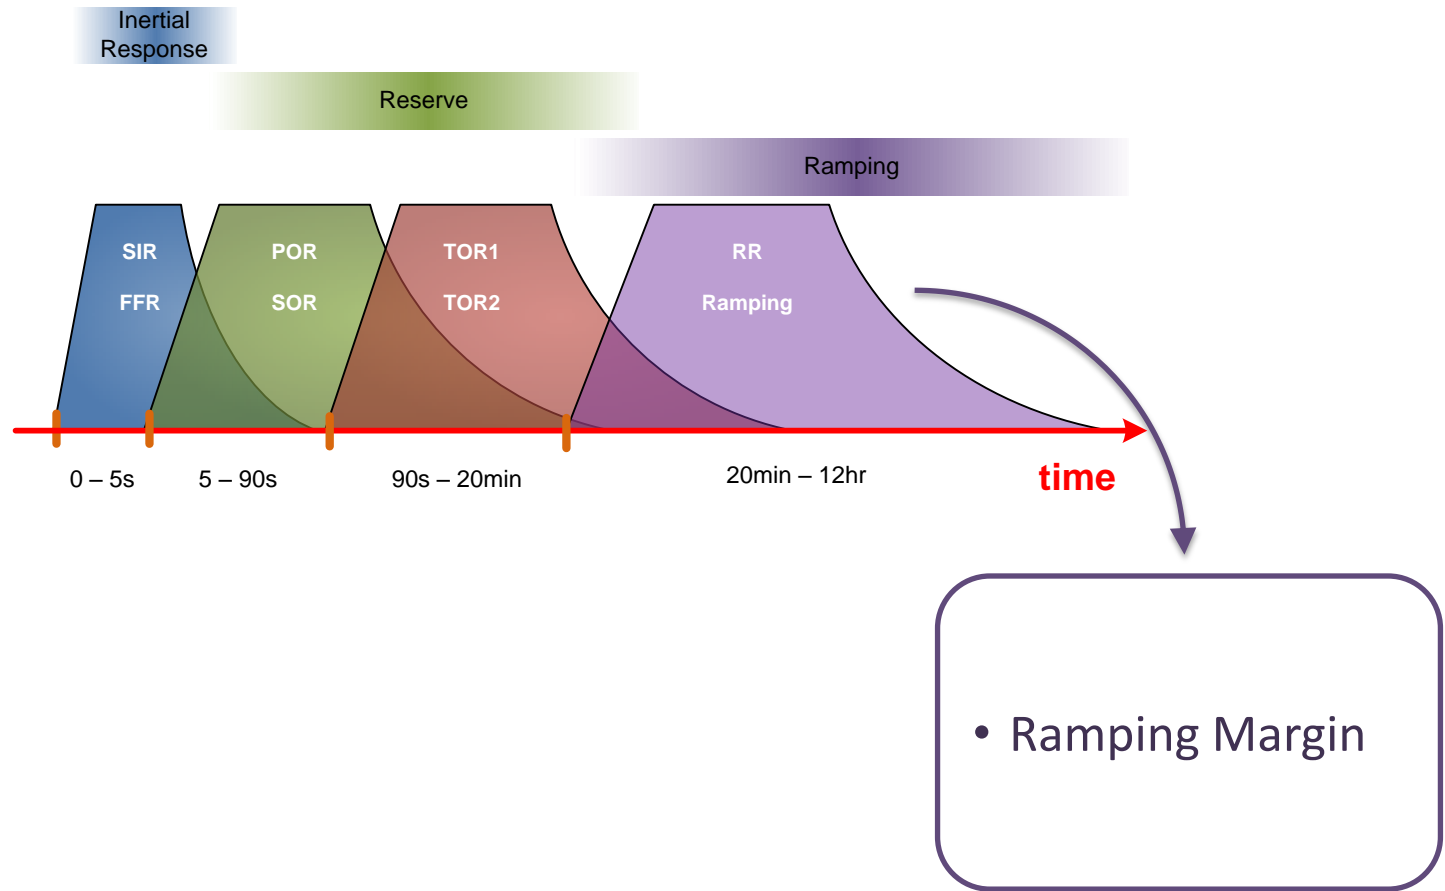 Inertial
Response
Reserve
Ramping
SIR
FFR
POR
SOR
TOR1
TOR2
RR
Ramping
0 – 5s
5 – 90s
90s – 20min
20min – 12hr
time
• Ramping Margin